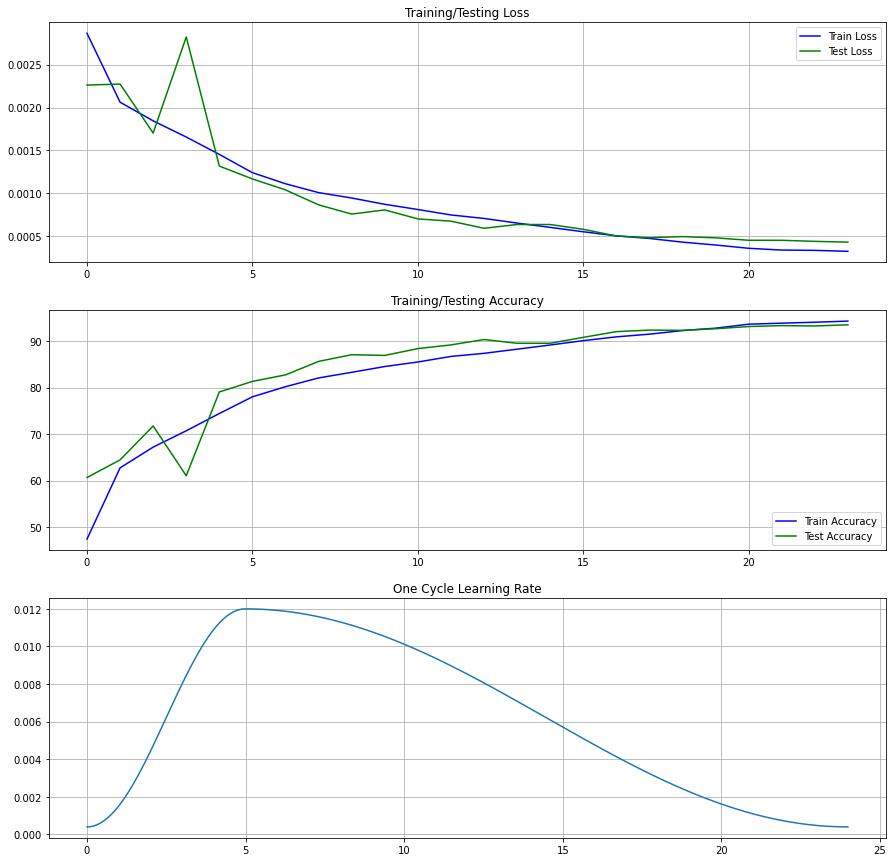 Training/Testing Loss
Train Loss
Test Loss
0.0025
0.0020
0.0015
0.0010
0.0005
0 5 10 15 20
Training/Testing Accuracy
90
80
70
60
50
Train Accuracy
Test Accuracy
0 5 10 15 20
One Cycle Learning Rate
0.012
0.010
0.008
0.006
0.004
0.002
0.000
0 5 10 15 20 25